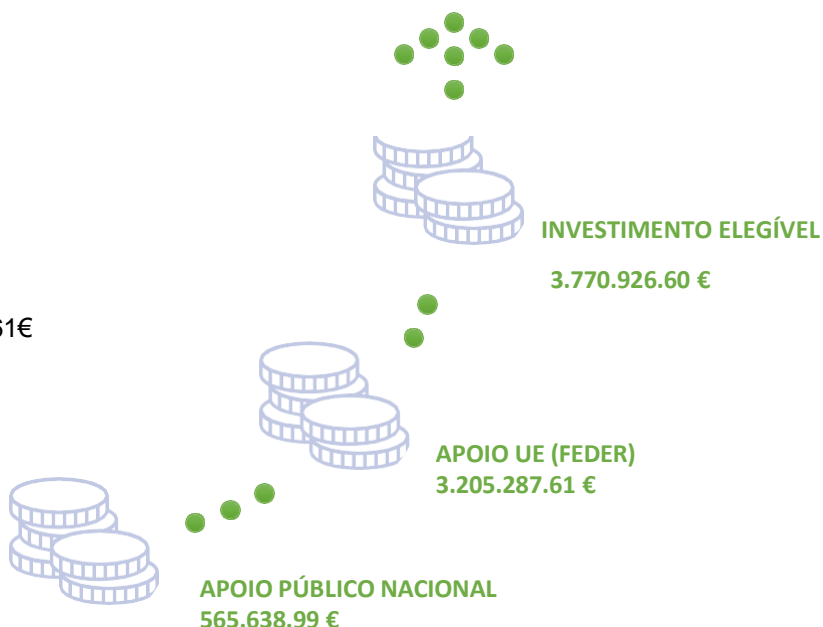 INVESTIMENTO ELEGÍVEL
3.770.926.60 €
61€
APOIO UE (FEDER)
3.205.287.61 €
APOIO PÚBLICO NACIONAL
565.638.99 €